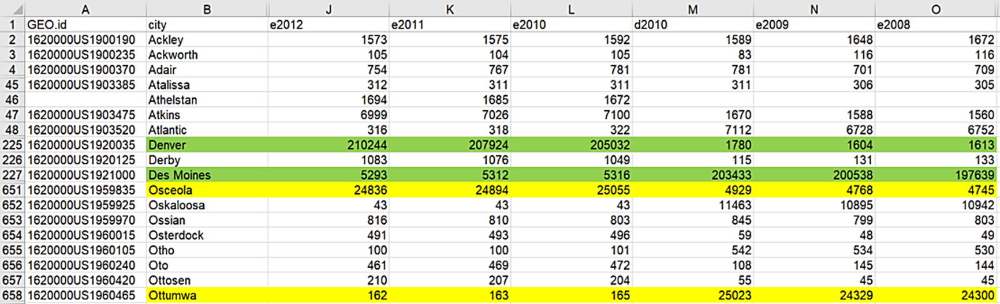 A B J K L M N O
1 GEO.id city e2012 e2011 e2010 d2010 e2009 e2008
2 1620000US1900190 Ackley 1573 1575 1592 1589 1648 1672
3 1620000US1900235 Ackworth 105 104 105 83 116 116
4 1620000US1900370 Adair 754 767 781 781 701 709
45 1620000US1903385 Atalissa 312 311 311 311 306 305
46 Athelstan 1694 1685 1672
47 1620000US1903475 Atkins 6999 7026 7100 1670 1588 1560
48 1620000US1903520 Atlantic 316 318 322 7112 6728 6752
225 1620000US1920035 Denver 210244 207924 205032 1780 1604 1613
226 1620000US1920125 Derby 1083 1076 1049 115 131 133
227 1620000US1921000 Des Moines 5293 5312 5316 203433 200538 197639
651 1620000US1959835 Osceola 24836 24894 25055 4929 4768 4745
652 1620000US1959925 Oskaloosa 43 43 43 11463 10895 10942
653 1620000US1959970 Ossian 816 810 803 845 799 803
654 1620000US1960015 Osterdock 491 493 496 59 48 49
655 1620000US1960105 Otho 100 100 101 542 534 530
656 1620000US1960240 Oto 461 469 472 108 145 144
657 1620000US1960420 Ottosen 210 207 204 55 45 45
658 1620000US1960465 Ottumwa 162 163 165 25023 24329 24300